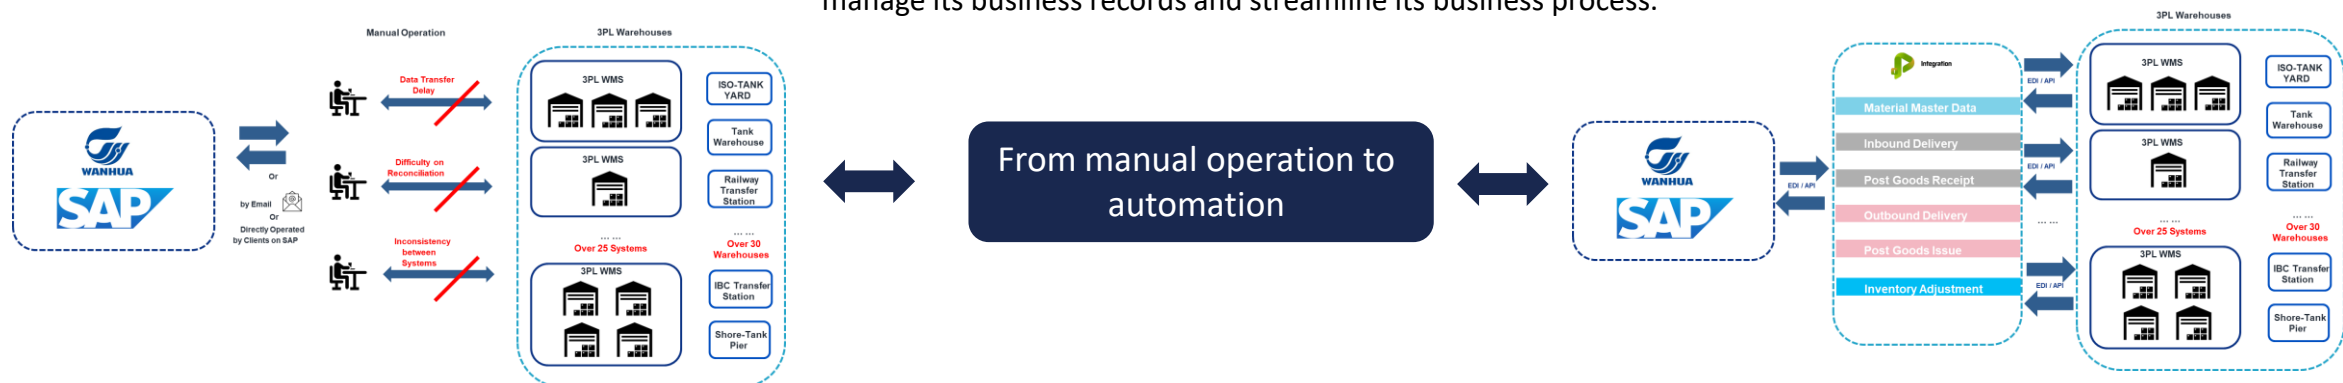 manage its business records and streamline its business process.
Manual Operation
3PL Warehouses
WANHUA
SAP
Or
by Email
Or
Directly Operated
by Clients on SAP
Data Transfer
Delay
Difficulty on
Reconciliation
Inconsistency
between
Systems
3PL WMS
3PL WMS
... ...
Over 25 Systems
3PL WMS
ISO-TANK
YARD
Tank
Warehouse
Railway
Transfer
Station
... ...
Over 30
Warehouses
IBC Transfer
Station
Shore-Tank
Pier
From manual operation to
automation
WANHUA
SAP
EDI / API
Integration
Material Master Data
Inbound Delivery
Post Goods Receipt
Outbound Delivery
Post Goods Issue
Inventory Adjustment
EDI / API
EDI / API
... ...
EDI / API
3PL Warehouses
3PL WMS
3PL WMS
... ...
Over 25 Systems
3PL WMS
ISO-TANK
YARD
Tank
Warehouse
Railway
Transfer
Station
... ...
Over 30
Warehouses
IBC Transfer
Station
Shore-Tank
Pier